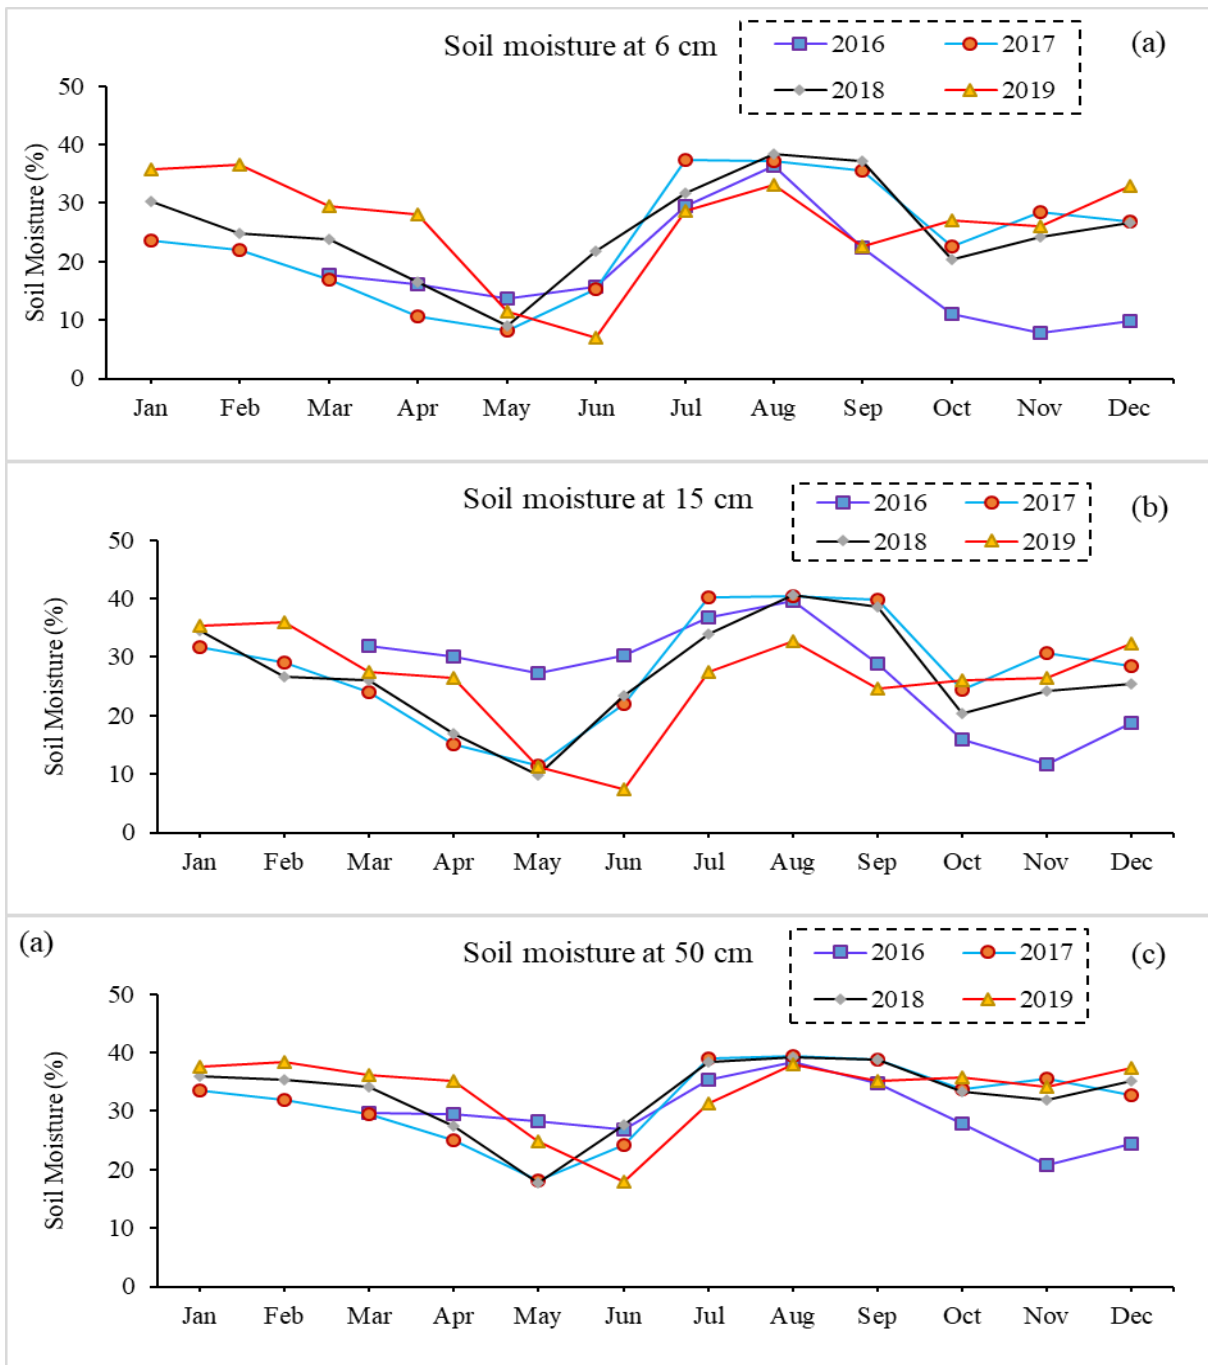 Soil moisture at 6 cm
2016 2017
2018 2019
(a)
Soil Moisture (%)
50
40
30
20
10
0
Jan Feb Mar Apr May Jun Jul Aug Sep Oct Nov Dec
Soil moisture at 15 cm
2016 2017
2018 2019
(b)
Soil Moisture (%)
50
40
30
20
10
0
Jan Feb Mar Apr May Jun Jul Aug Sep Oct Nov Dec
(a)
Soil moisture at 50 cm
2016 2017
2018 2019
(c)
Soil Moisture (%)
50
40
30
20
10
0
Jan Feb Mar Apr May Jun Jul Aug Sep Oct Nov Dec